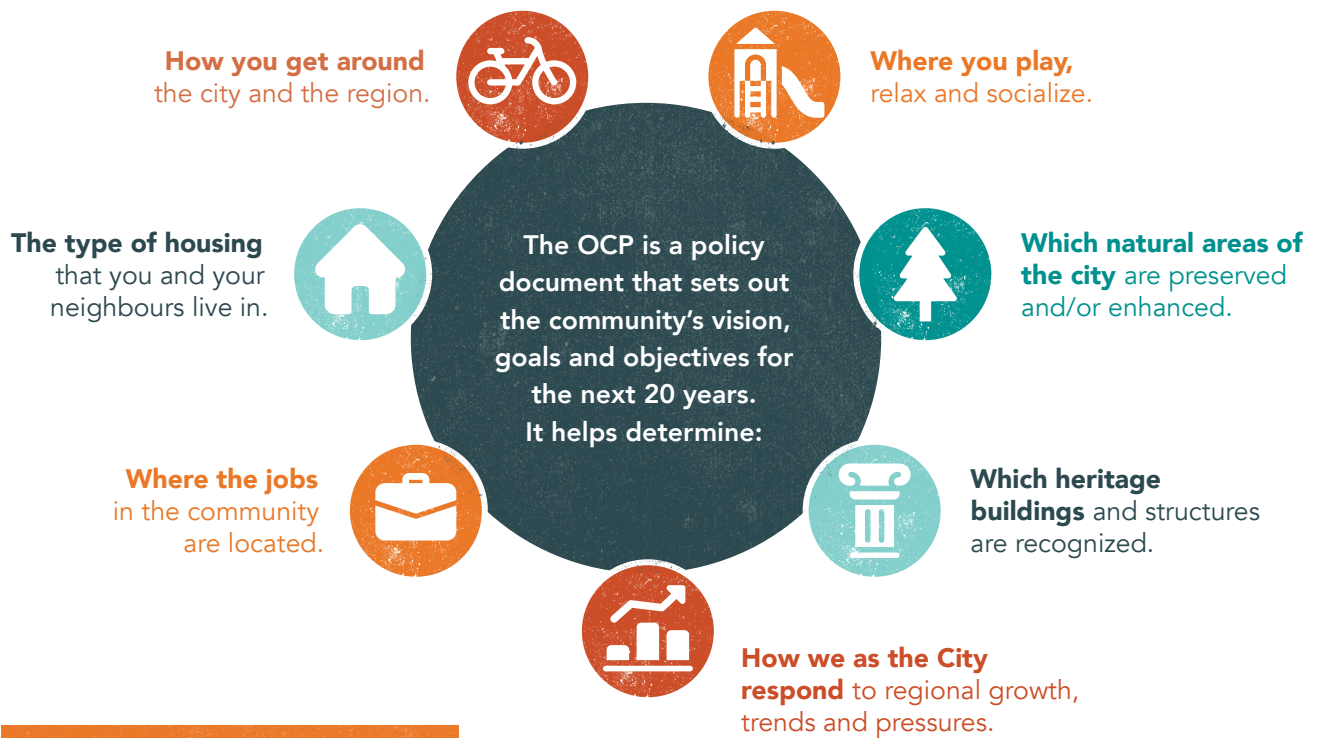 How you get around
the city and the region.
Where you play,
relax and socialize.
The type of housing
that you and your
neighbours live in.
The OCP is a policy
document that sets out
the community’s vision,
goals and objectives for
the next 20 years.
It helps determine:
Which natural areas of
the city are preserved
and/or enhanced.
Where the jobs
in the community
are located.
Which heritage
buildings and structures
are recognized.
How we as the City
respond to regional growth,
trends and pressures.